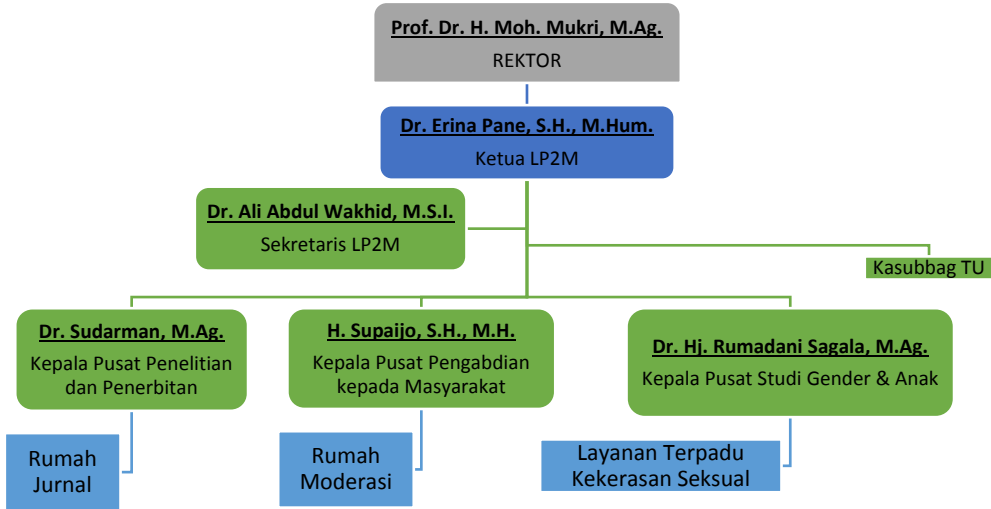 Prof. Dr. H. Moh. Mukri, M.Ag.
REKTOR
Dr. Erina Pane, S.H., M.Hum.
Ketua LP2M
Dr. Ali Abdul Wakhid, M.S.I.
Sekretaris LP2M
Kasubbag TU
Dr. Sudarman, M.Ag.
Kepala Pusat Penelitian
dan Penerbitan
H. Supaijo, S.H., M.H.
Kepala Pusat Pengabdian
kepada Masyarakat
Dr. Hj. Rumadani Sagala, M.Ag.
Kepala Pusat Studi Gender & Anak
Rumah
Jurnal
Rumah
Moderasi
Layanan Terpadu
Kekerasan Seksual